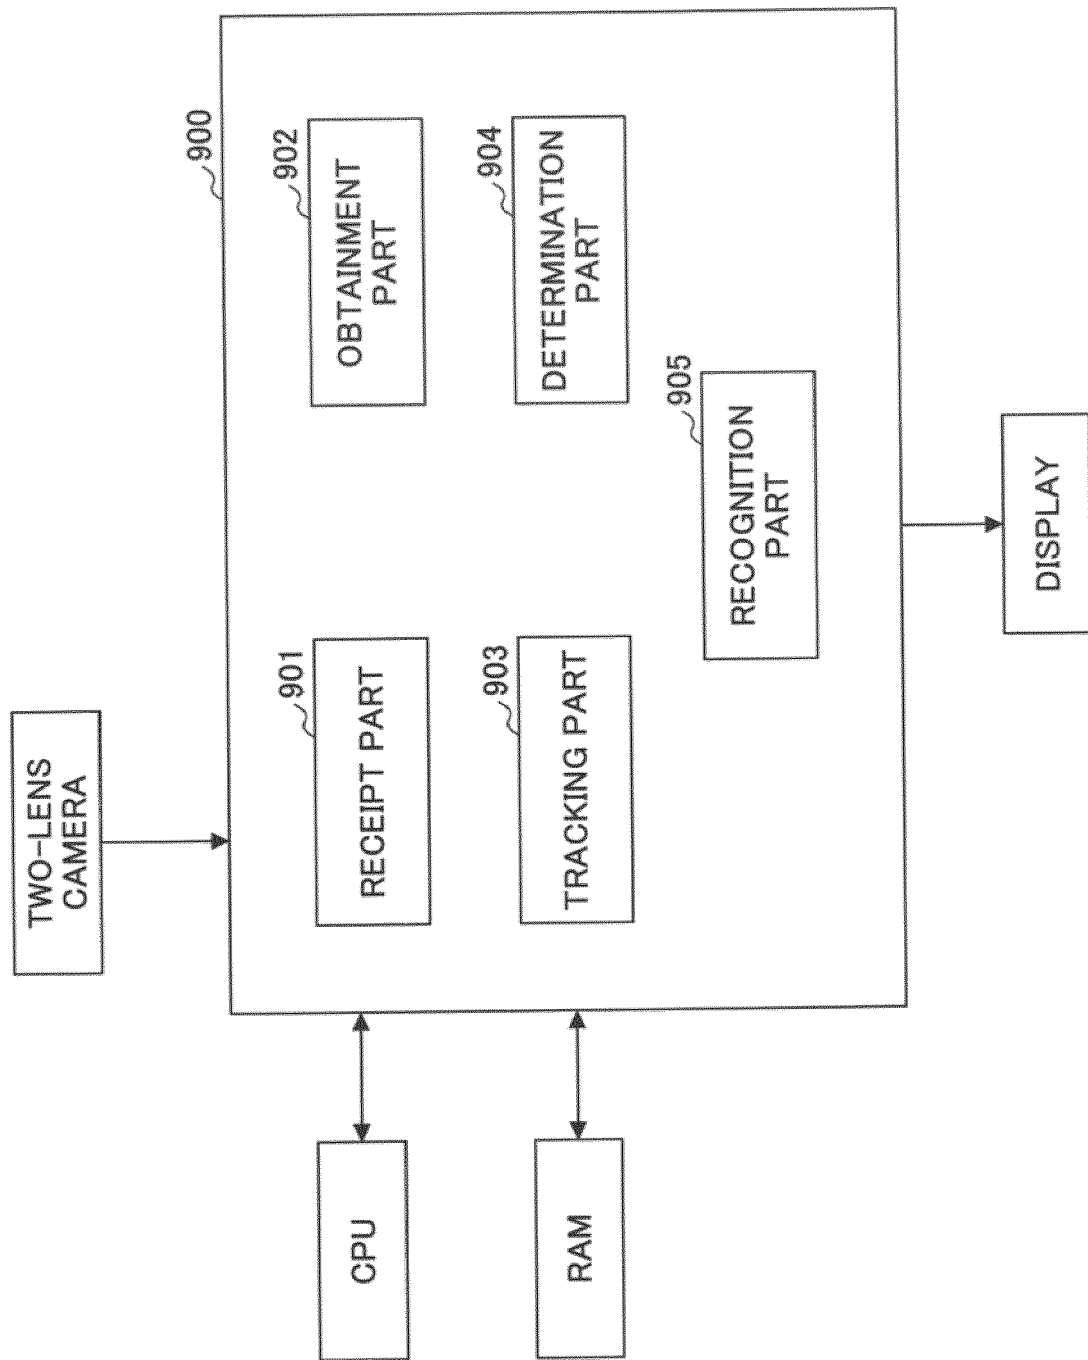 900
TWO-LENS
CAMERA
901
RECEIPT PART
902
OBTAINMENT
PART
903
TRACKING PART
904
DETERMINATION
PART
905
RECOGNITION
PART
CPU
RAM
DISPLAY